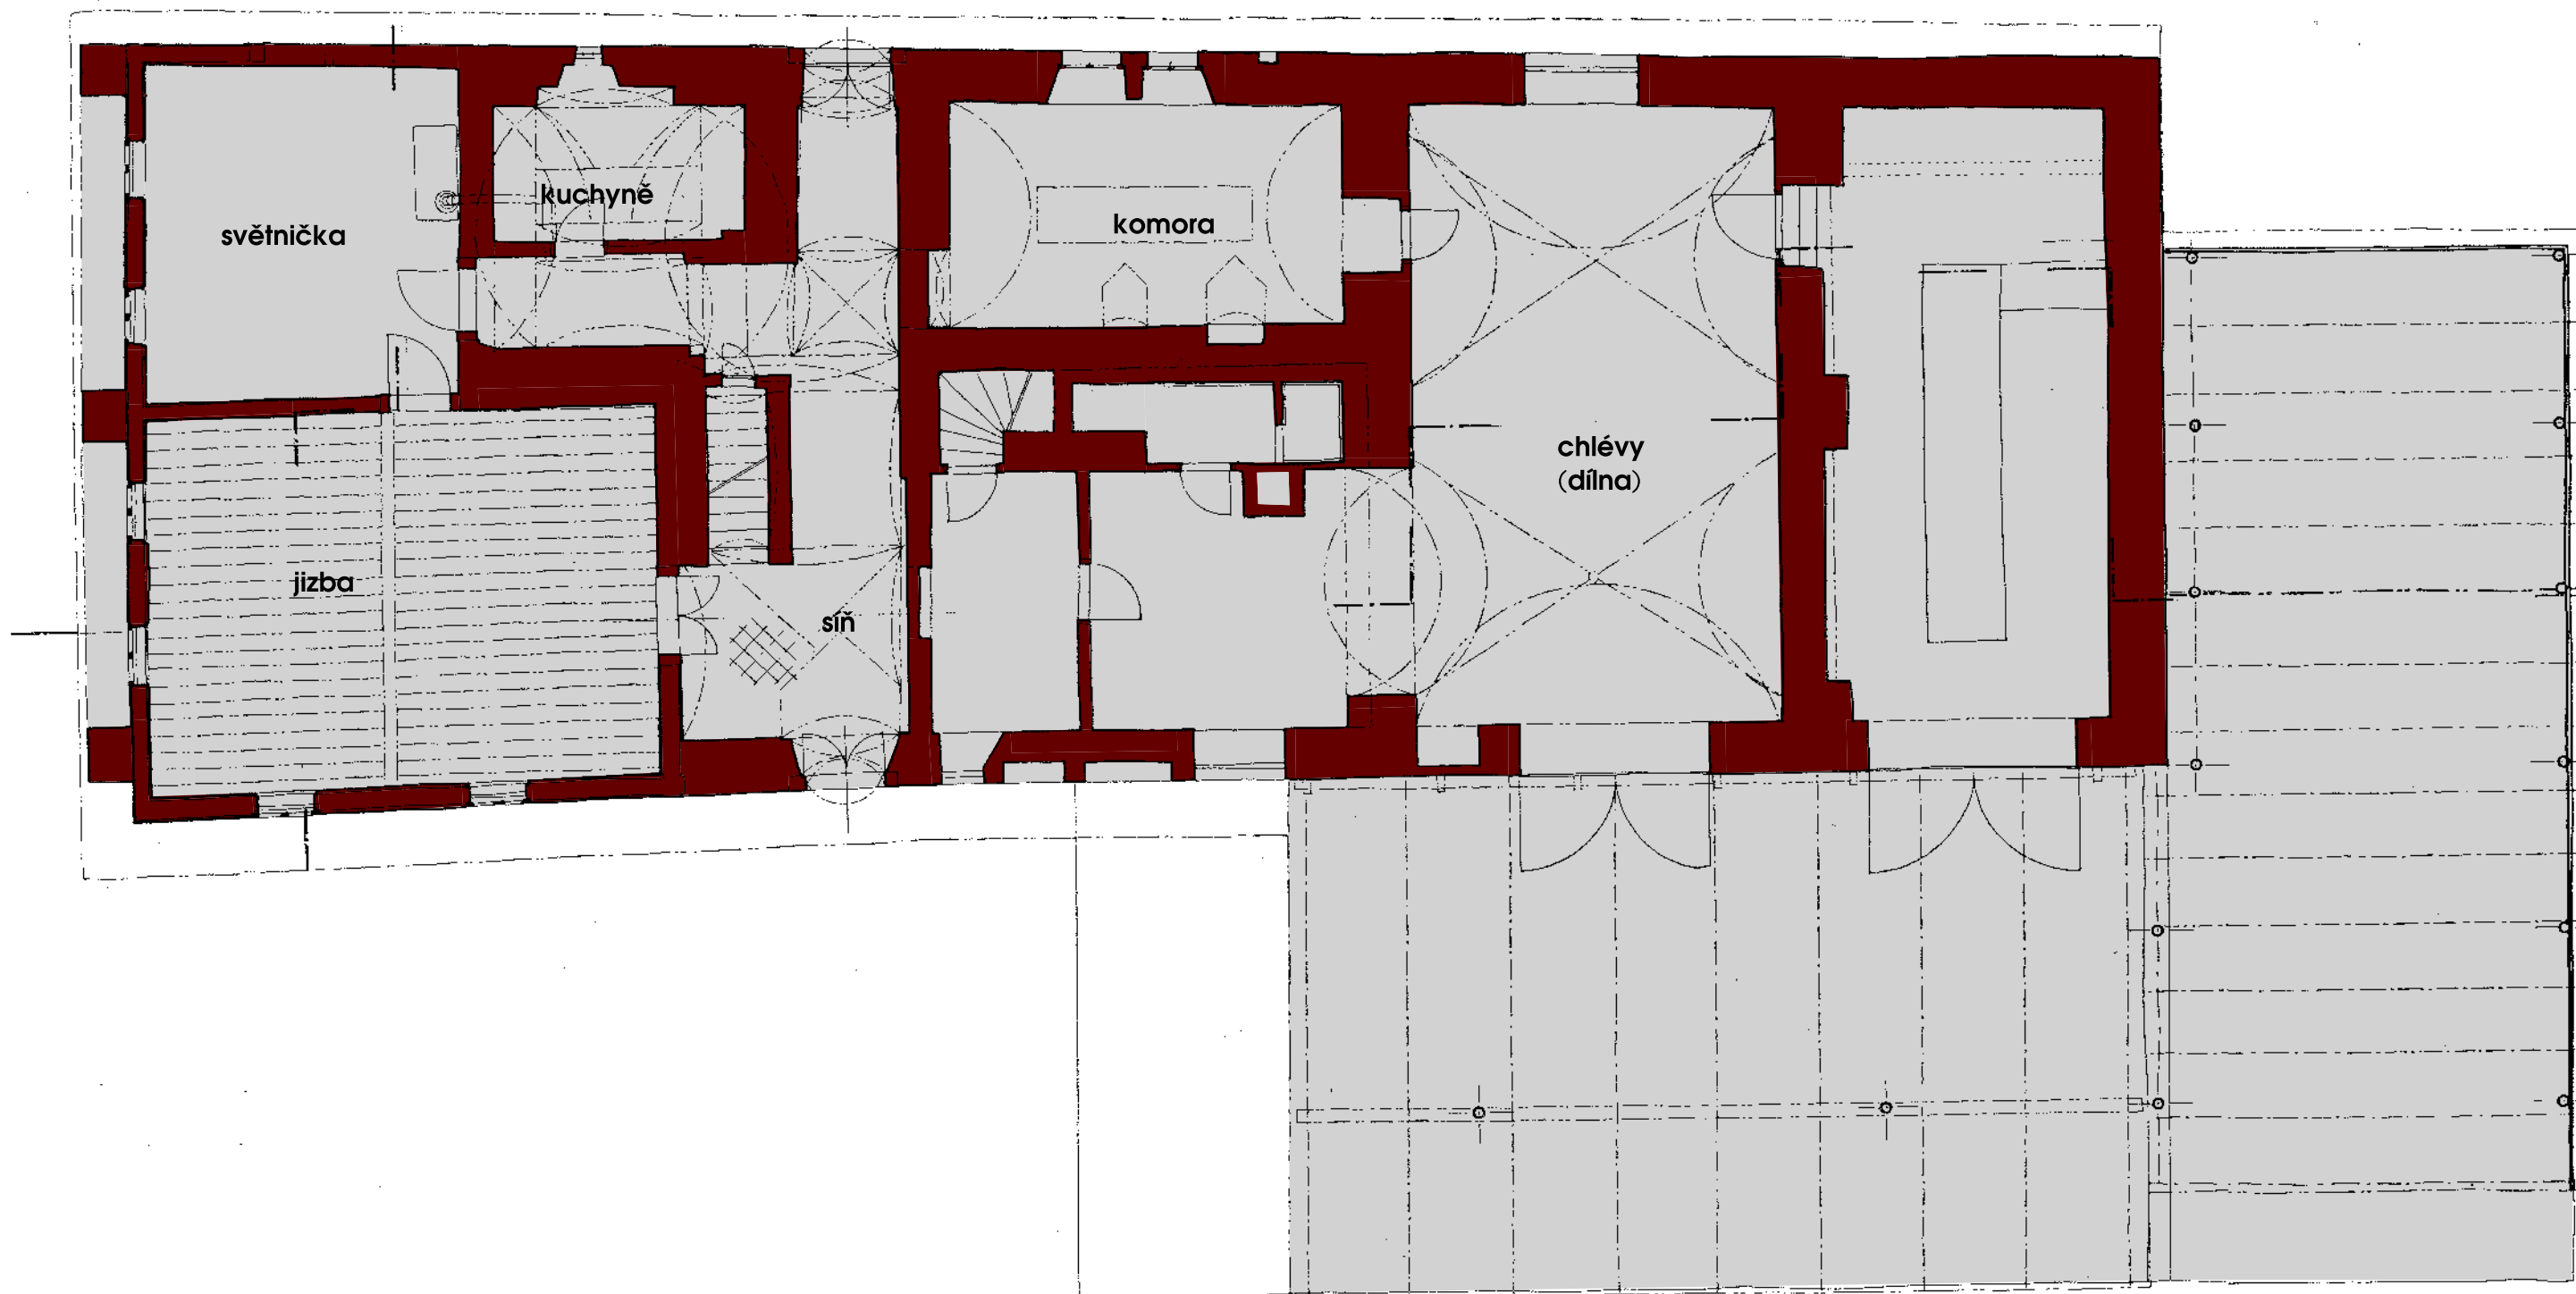 kuchyně
světnička
komora
chlévy
(dílna)
jizba
síň